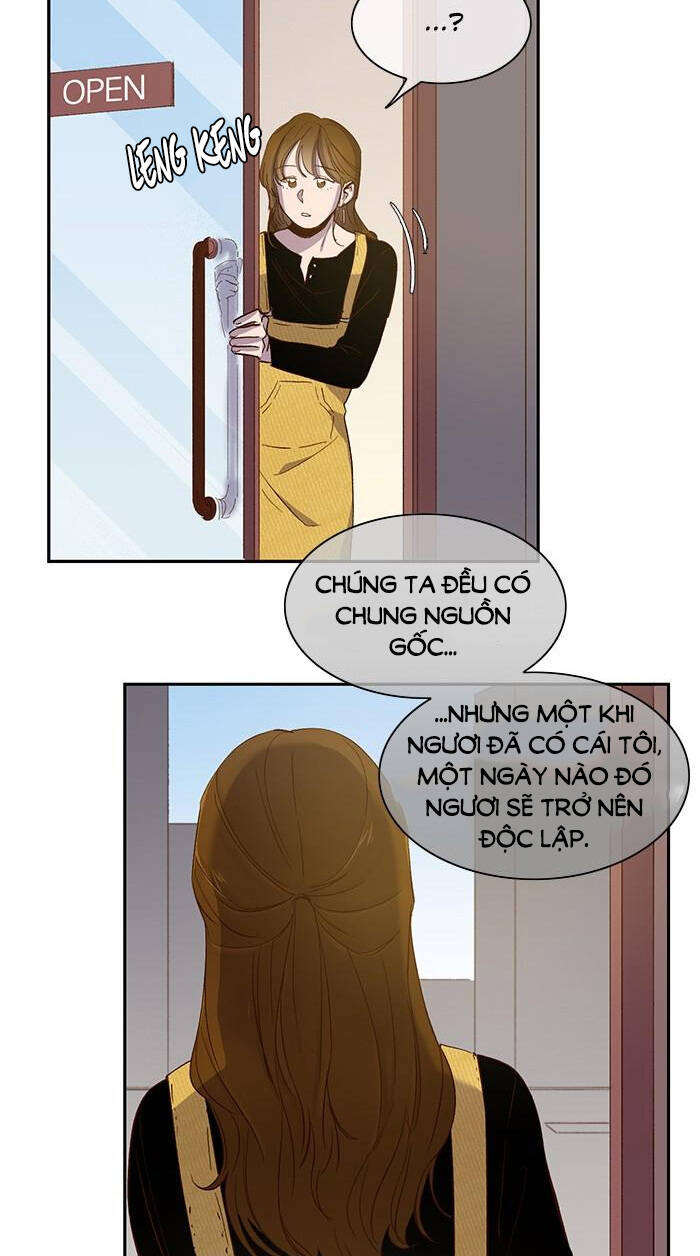 ...?
OPEN
LENG KENG
CHÚNG TA ĐỀU CÓ
CHUNG NGUỒN
GỐC...
...NHƯNG MỘT KHI
NGƯƠI ĐÃ CÓ CÁI TÔI,
MỘT NGÀY NÀO ĐÓ
NGƯƠI SẼ TRỞ NÊN
ĐỘC LẬP.